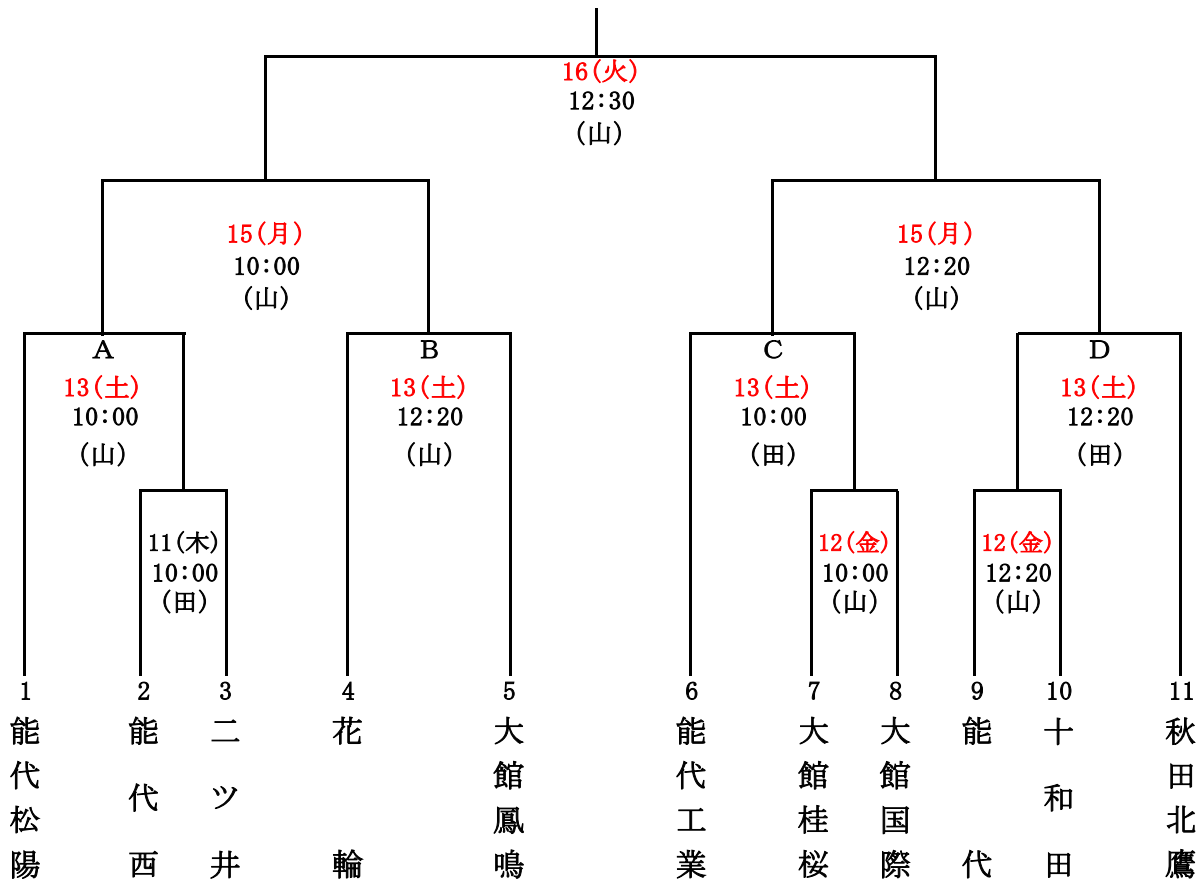 16(火)
12:30
(山)
15(月)
10:00
(山)
15(月)
12:20
(山)
A
13(土)
10:00
(山)
B
13(土)
12:20
(山)
C
13(土)
10:00
(田)
D
13(土)
12:20
(田)
11(木)
10:00
(田)
12(金)
10:00
(山)
12(金)
12:20
(山)
1
能代松陽
2
能代西
3
二ツ井
4
花輪
5
大館鳳鳴
6
能代工業
7
大館桂桜
8
大館国際
9
能代
10
十和田
11
秋田北鷹